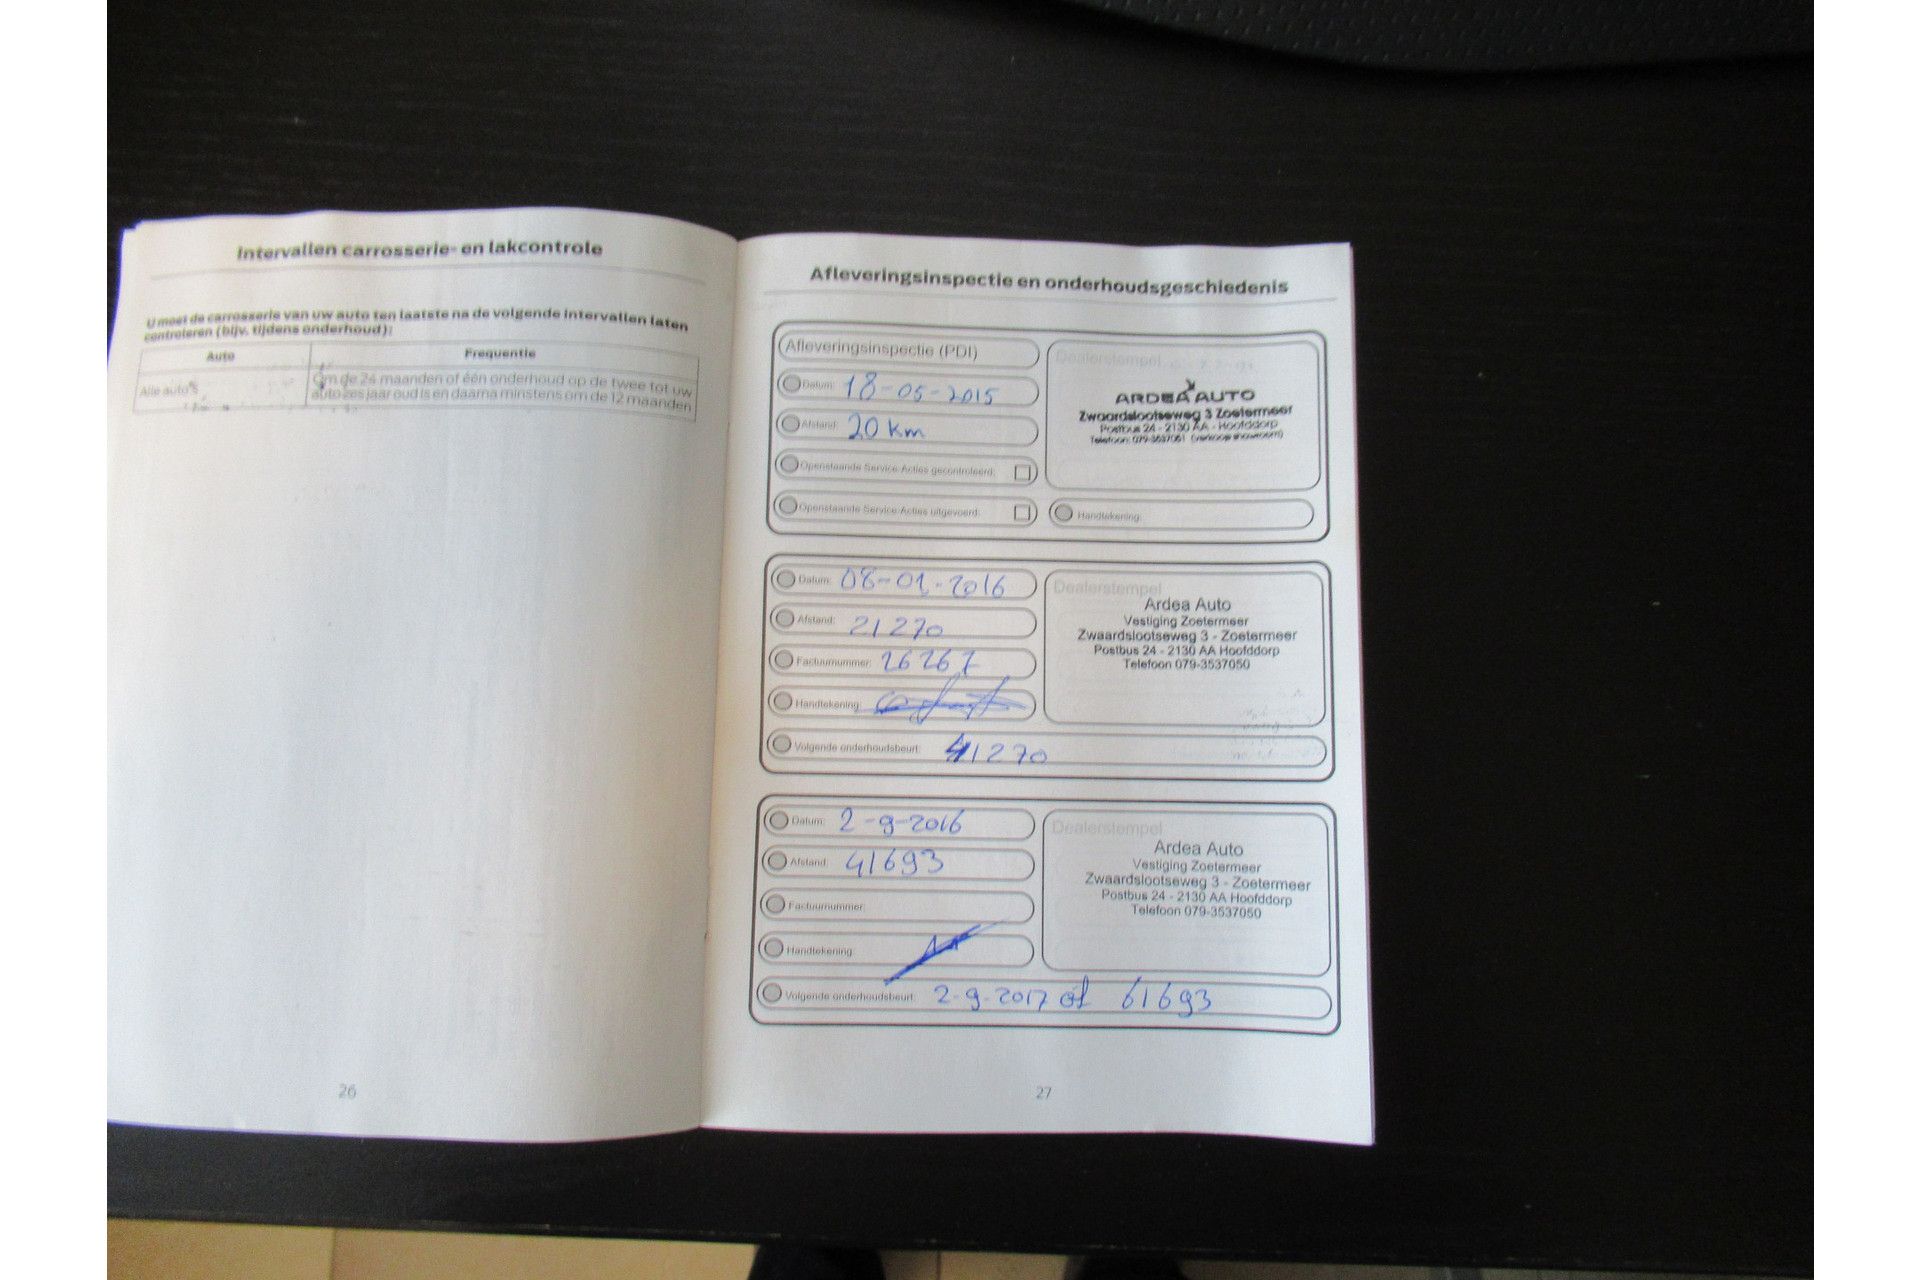 Intervallen carrosserie- en lakcontrole
U moet de carrosserie van uw auto ten laatste na de volgende intervallen laten
controleren (bijv. tijdens onderhoud):
Auto Frequentie
Alle auto's
Om de 24 maanden of één onderhoud op de twee tot uw
auto zes jaar oud is en daarna minstens om de 12 maanden
26
Afleveringsinspectie en onderhoudsgeschiedenis
Afleveringsinspectie (PDI)
Datum: 18-05-2015
Afstand: 20 km
Openstaande Service Acties gecontroleerd:
Openstaande Service Acties uitgevoerd:
Dealerstempel
ARDEA AUTO
Zwaardslootseweg 3 Zoetermeer
Postbus 24 - 2130 AA - Hoofddorp
Telefoon: 079-3537051 (verkoop showroom)
Handtekening:
Datum: 08-01-2016
Afstand: 21270
Factuurnummer: 26267
Handtekening:
Volgende onderhoudsbeurt: 41270
Dealerstempel
Ardea Auto
Vestiging Zoetermeer
Zwaardslootseweg 3 - Zoetermeer
Postbus 24 - 2130 AA Hoofddorp
Telefoon 079-3537050
Datum: 2-9-2016
Afstand: 41693
Factuurnummer:
Handtekening:
Volgende onderhoudsbeurt: 2-9-2017 of 61693
Dealerstempel
Ardea Auto
Vestiging Zoetermeer
Zwaardslootseweg 3 - Zoetermeer
Postbus 24 - 2130 AA Hoofddorp
Telefoon 079-3537050
27